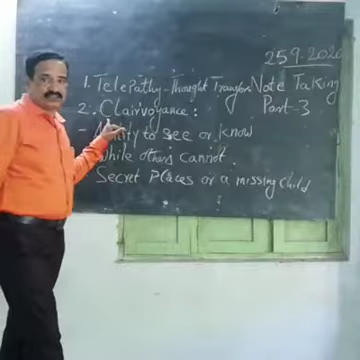 25 9. 2020
1. Telepathy - Thought Transfer Note Taking
2. Clairvoyance: Part-3
- Ability to see or know
while others cannot.
Secret Places or a missing child